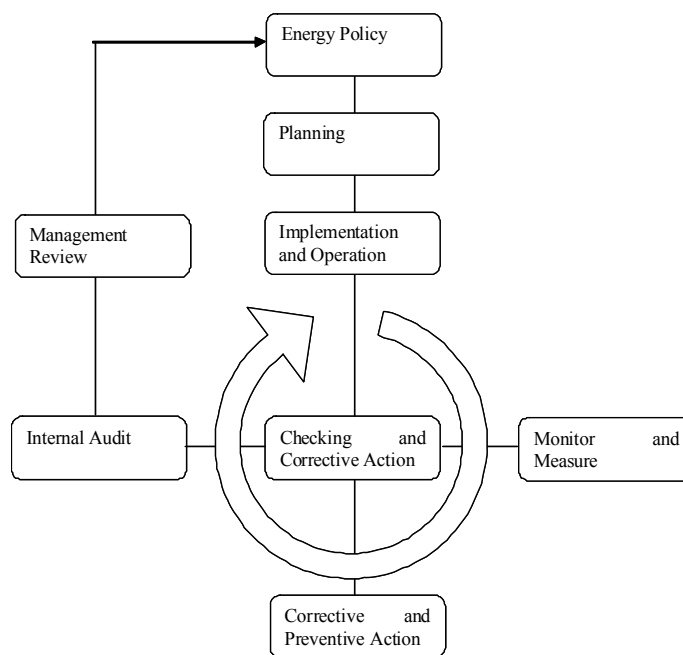 Energy Policy
Planning
Management
Review
Implementation
and Operation
Internal Audit
Checking and
Corrective Action
Monitor and
Measure
Corrective and
Preventive Action